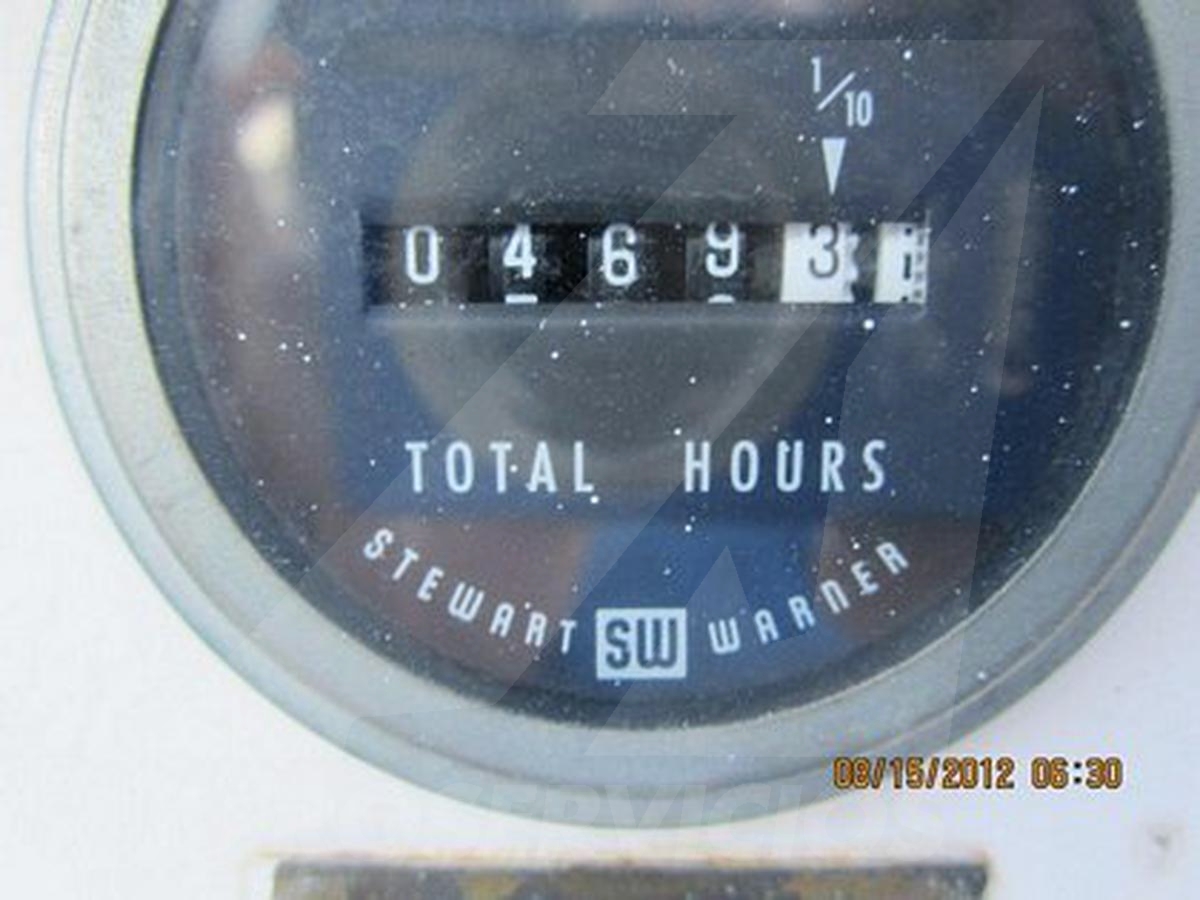 1/10
0 4 6 9 3
TOTAL HOURS
STEWART SW WARNER
08/15/2012 06:30